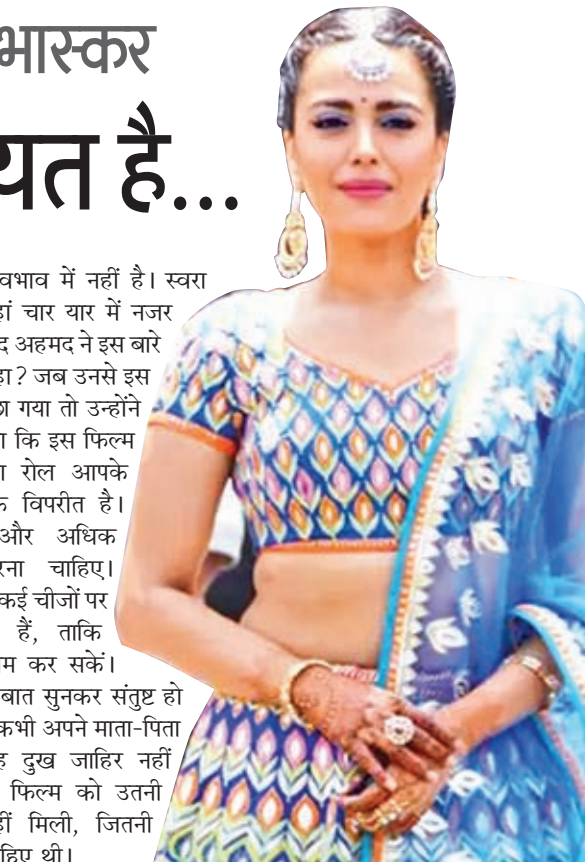 भास्कर
यत है...
वभाव में नहीं है। स्वरा
हां चार यार में नजर
द अहमद ने इस बारे
हा? जब उनसे इस
छा गया तो उन्होंने
ा कि इस फिल्म
ा रोल आपके
के विपरीत है।
और अधिक
रना चाहिए।
कई चीजों पर
हैं, ताकि
म कर सकें।
बात सुनकर संतुष्ट हो
कभी अपने माता-पिता
ह दुख जाहिर नहीं
फिल्म को उतनी
हीं मिली, जितनी
हिए थी।